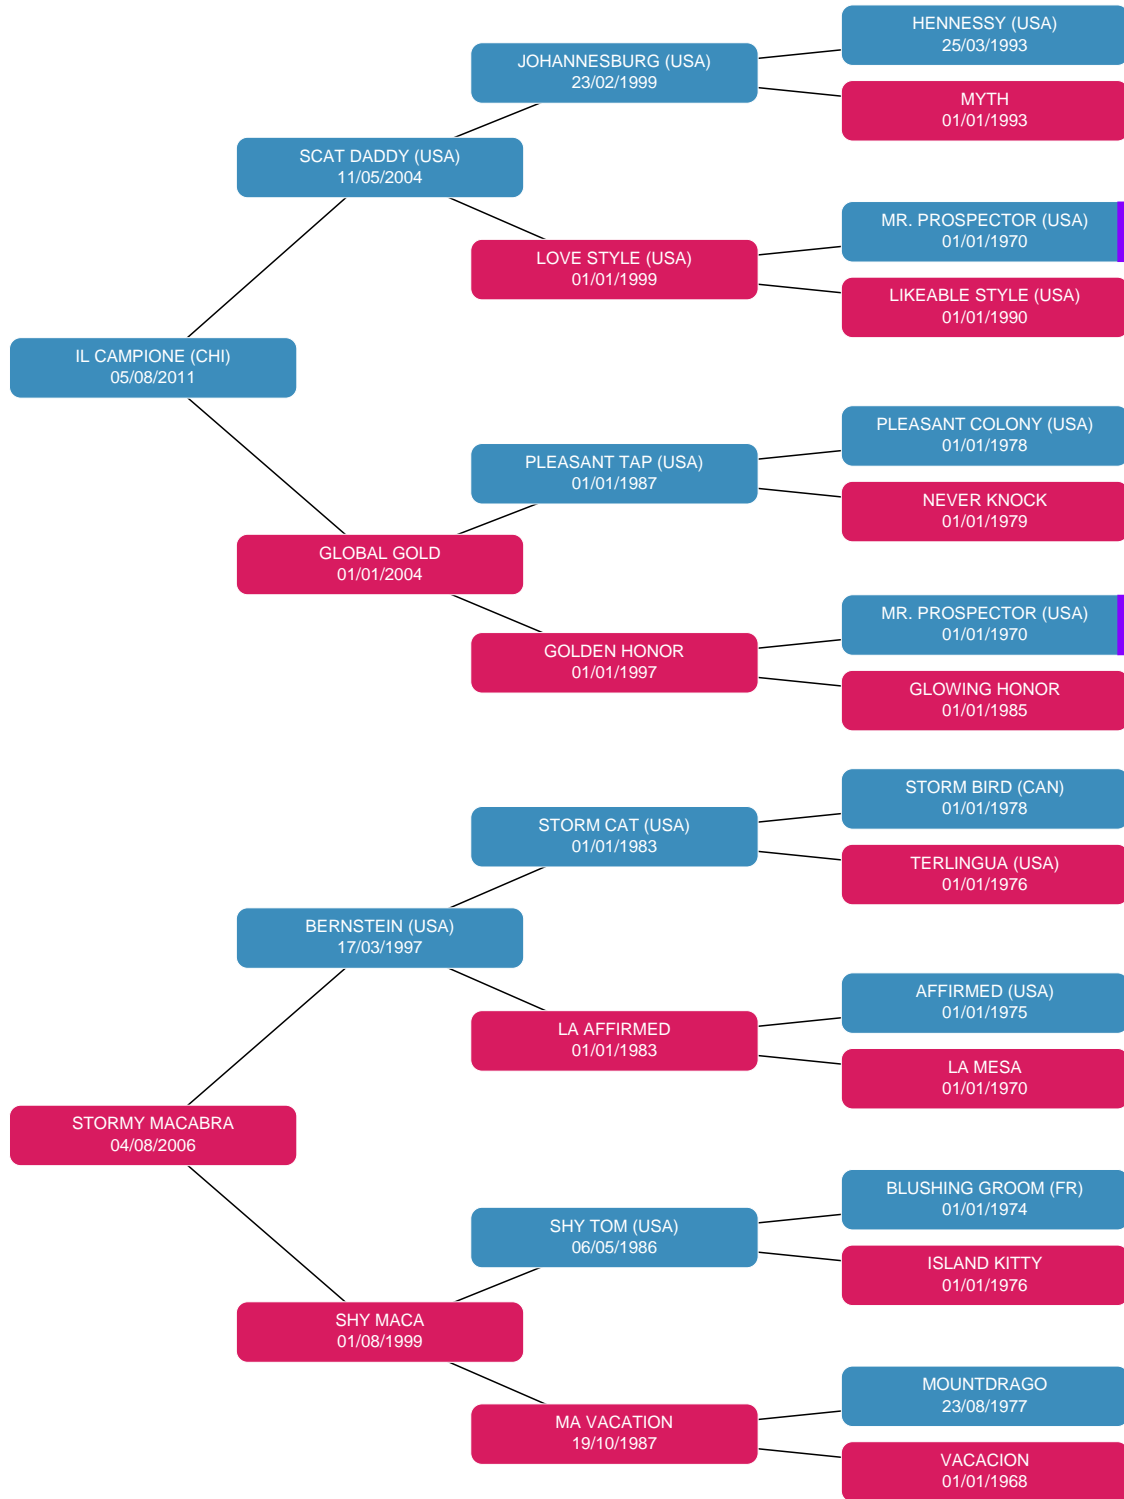 HENNESSY (USA)
25/03/1993
JOHANNESBURG (USA)
23/02/1999
MYTH
01/01/1993
SCAT DADDY (USA)
11/05/2004
MR. PROSPECTOR (USA)
01/01/1970
LOVE STYLE (USA)
01/01/1999
LIKEABLE STYLE (USA)
01/01/1990
IL CAMPIONE (CHI)
05/08/2011
PLEASANT COLONY (USA)
01/01/1978
PLEASANT TAP (USA)
01/01/1987
NEVER KNOCK
01/01/1979
GLOBAL GOLD
01/01/2004
MR. PROSPECTOR (USA)
01/01/1970
GOLDEN HONOR
01/01/1997
GLOWING HONOR
01/01/1985
STORM BIRD (CAN)
01/01/1978
STORM CAT (USA)
01/01/1983
TERLINGUA (USA)
01/01/1976
BERNSTEIN (USA)
17/03/1997
AFFIRMED (USA)
01/01/1975
LA AFFIRMED
01/01/1983
LA MESA
01/01/1970
STORMY MACABRA
04/08/2006
BLUSHING GROOM (FR)
01/01/1974
SHY TOM (USA)
06/05/1986
ISLAND KITTY
01/01/1976
SHY MACA
01/08/1999
MOUNTDRAGO
23/08/1977
MA VACATION
19/10/1987
VACACION
01/01/1968